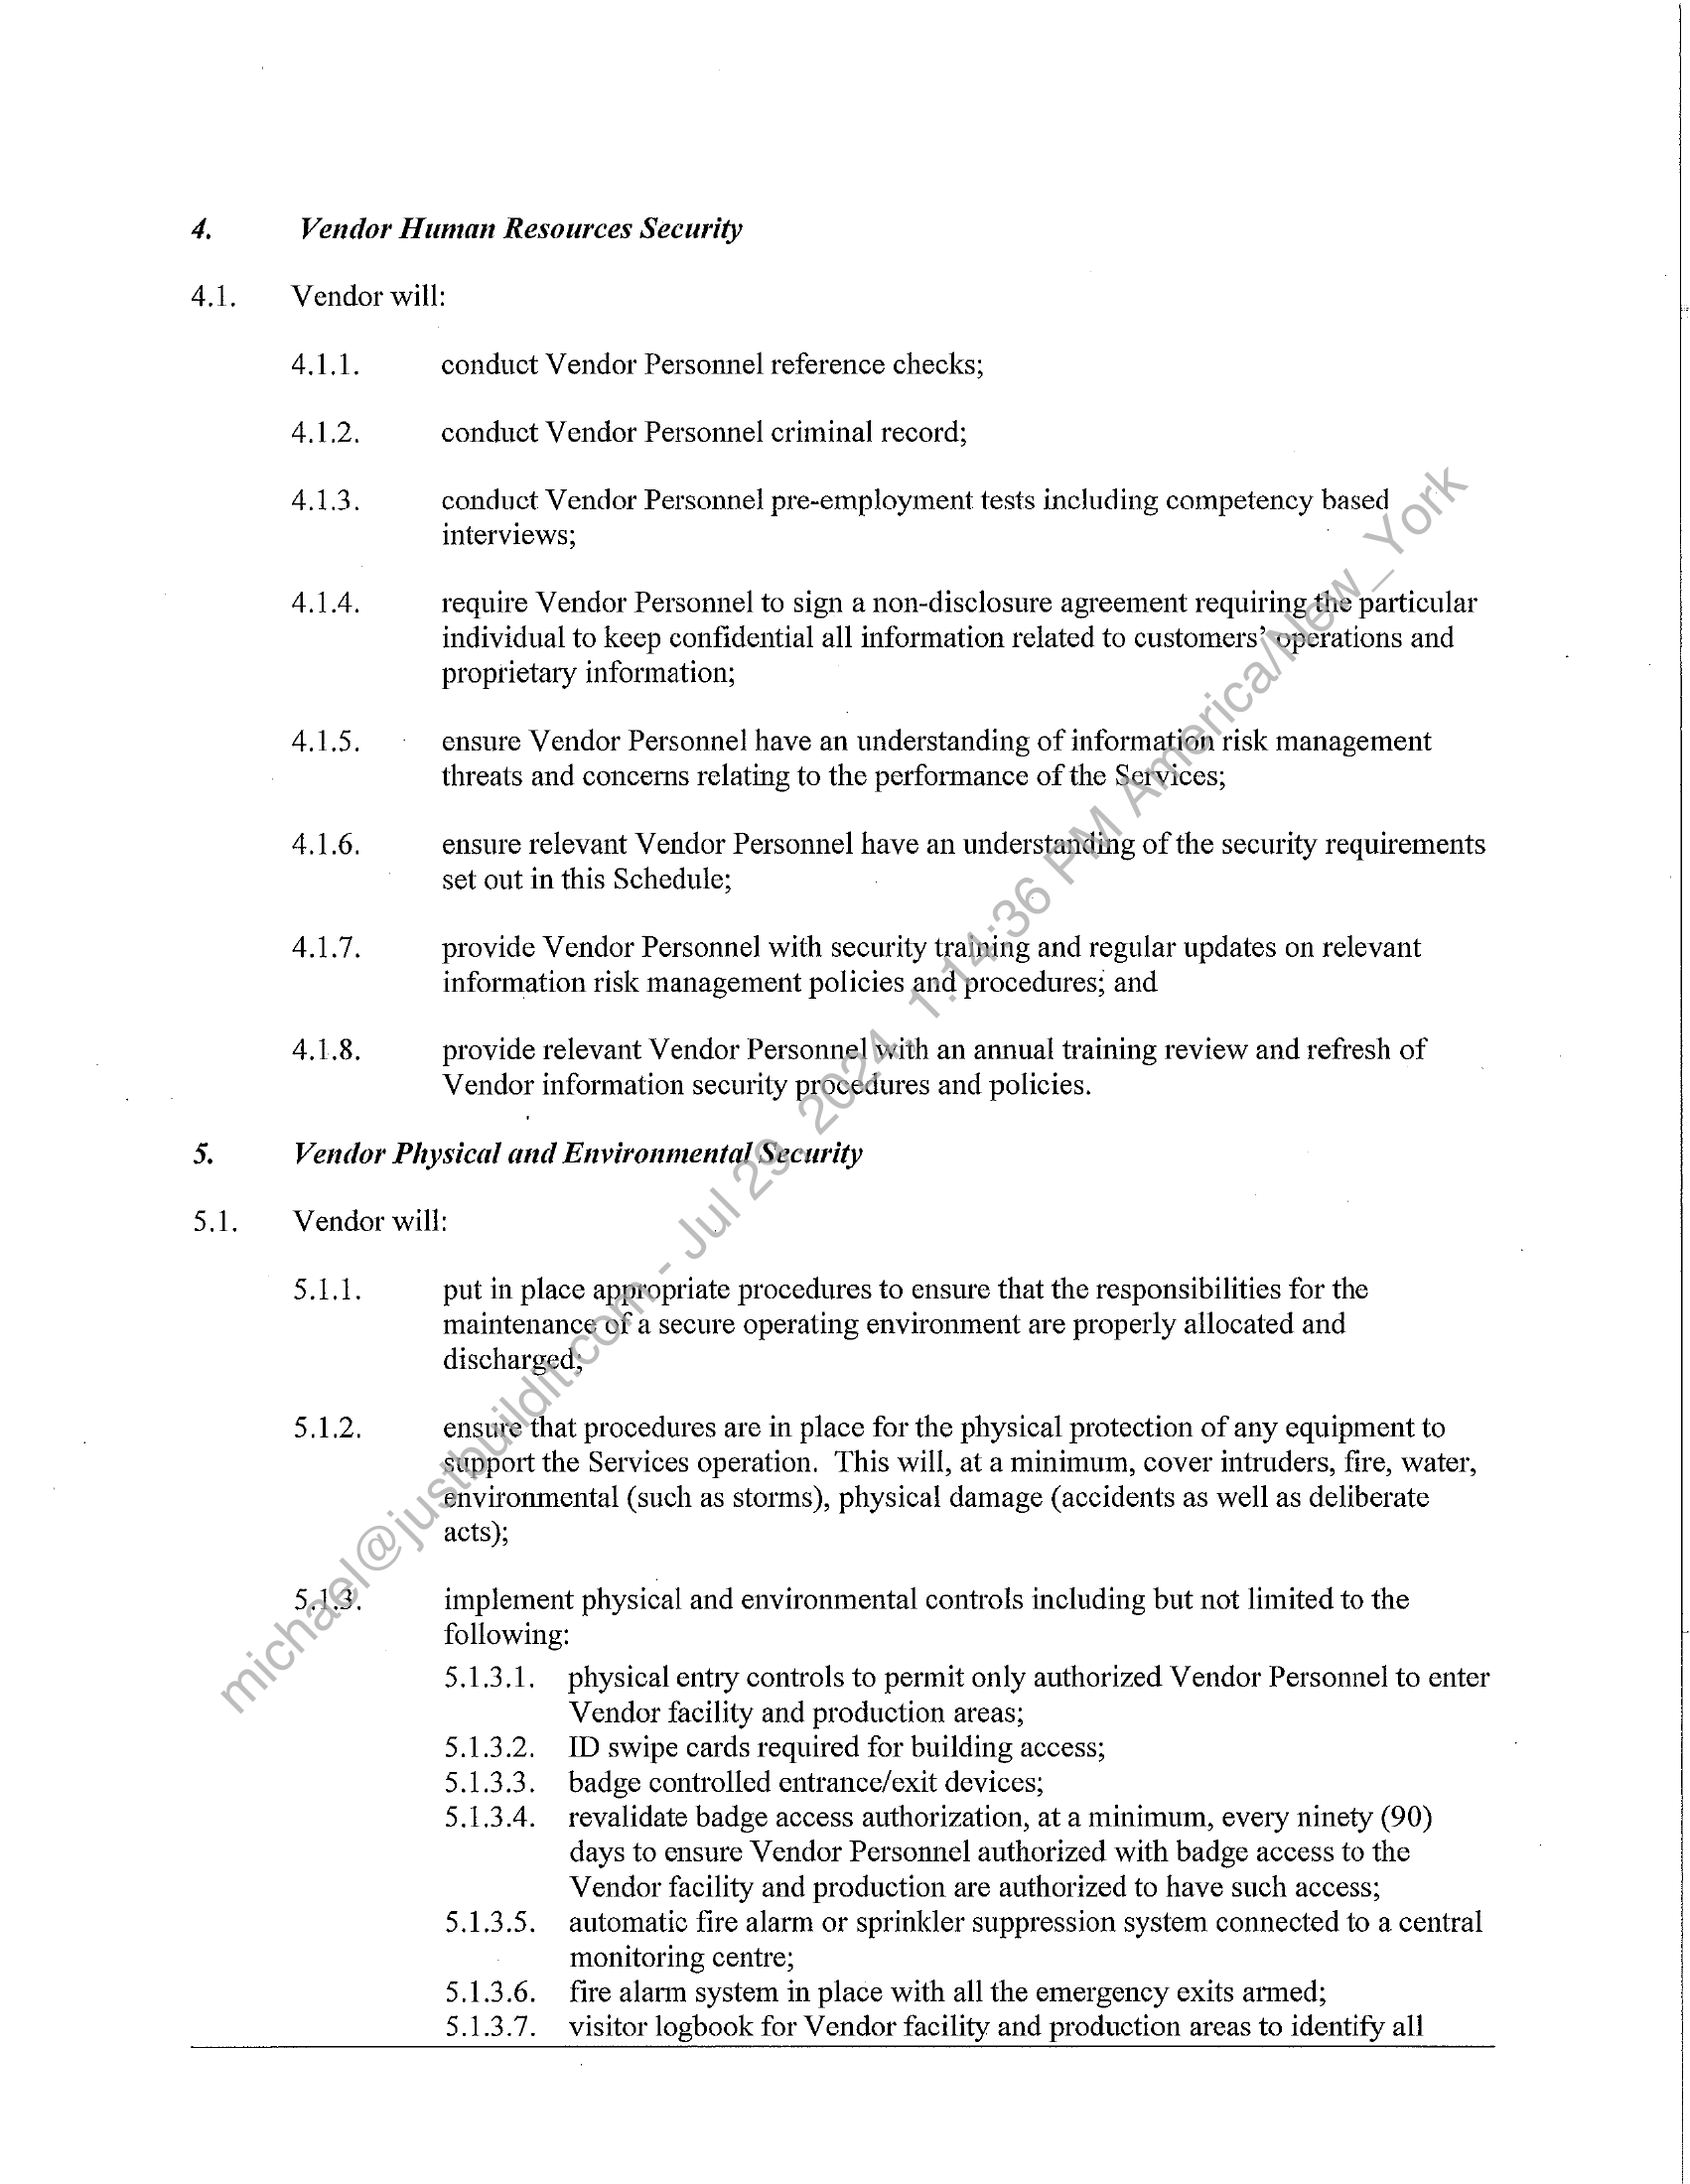 4. Vendor Human Resources Security
4.1. Vendor will:
4.1.1. conduct Vendor Personnel reference checks;
4.1.2. conduct Vendor Personnel criminal record;
4.1.3. conduct Vendor Personnel pre-employment tests including competency based
interviews;
4.1.4. require Vendor Personnel to sign a non-disclosure agreement requiring the particular
individual to keep confidential all information related to customers' operations and
proprietary information;
4.1.5. ensure Vendor Personnel have an understanding of information risk management
threats and concerns relating to the performance of the Services;
4.1.6. ensure relevant Vendor Personnel have an understanding of the security requirements
set out in this Schedule;
4.1.7. provide Vendor Personnel with security training and regular updates on relevant
information risk management policies and procedures; and
4.1.8. provide relevant Vendor Personnel with an annual training review and refresh of
Vendor information security procedures and policies.
5. Vendor Physical and Environmental Security
5.1. Vendor will:
5.1.1. put in place appropriate procedures to ensure that the responsibilities for the
maintenance of a secure operating environment are properly allocated and
discharged;
5.1.2. ensure that procedures are in place for the physical protection of any equipment to
support the Services operation. This will, at a minimum, cover intruders, fire, water,
environmental (such as storms), physical damage (accidents as well as deliberate
acts);
5.1.3. implement physical and environmental controls including but not limited to the
following:
5.1.3.1. physical entry controls to permit only authorized Vendor Personnel to enter
Vendor facility and production areas;
5.1.3.2. ID swipe cards required for building access;
5.1.3.3. badge controlled entrance/exit devices;
5.1.3.4. revalidate badge access authorization, at a minimum, every ninety (90)
days to ensure Vendor Personnel authorized with badge access to the
Vendor facility and production are authorized to have such access;
5.1.3.5. automatic fire alarm or sprinkler suppression system connected to a central
monitoring centre;
5.1.3.6. fire alarm system in place with all the emergency exits armed;
5.1.3.7. visitor logbook for Vendor facility and production areas to identify all
michael@justbuildit.com - Jul 29, 2024, 1:14:36 PM America/New_York